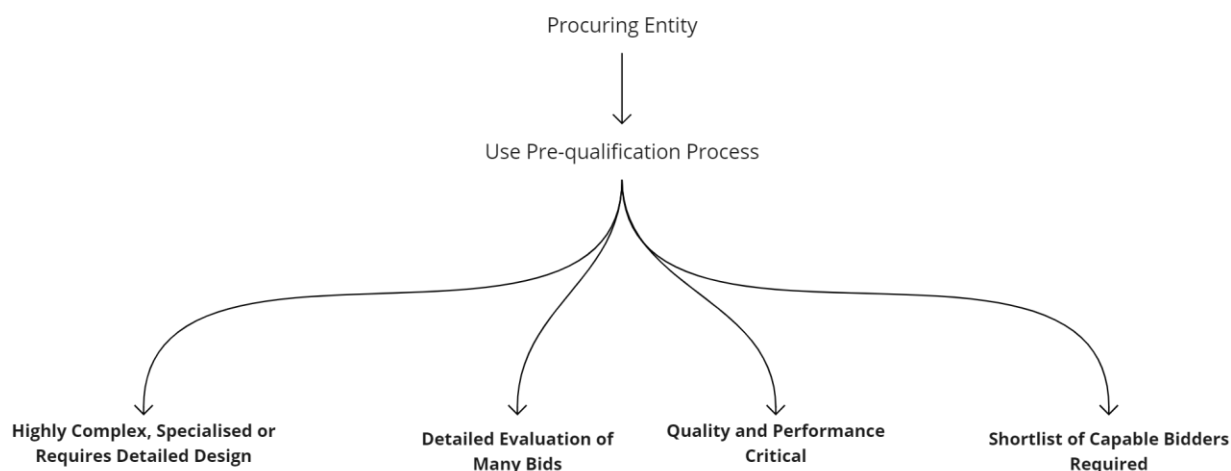 Procuring Entity
Use Pre-qualification Process
Highly Complex, Specialised or
Requires Detailed Design
Detailed Evaluation of
Many Bids
Quality and Performance
Critical
Shortlist of Capable Bidders
Required